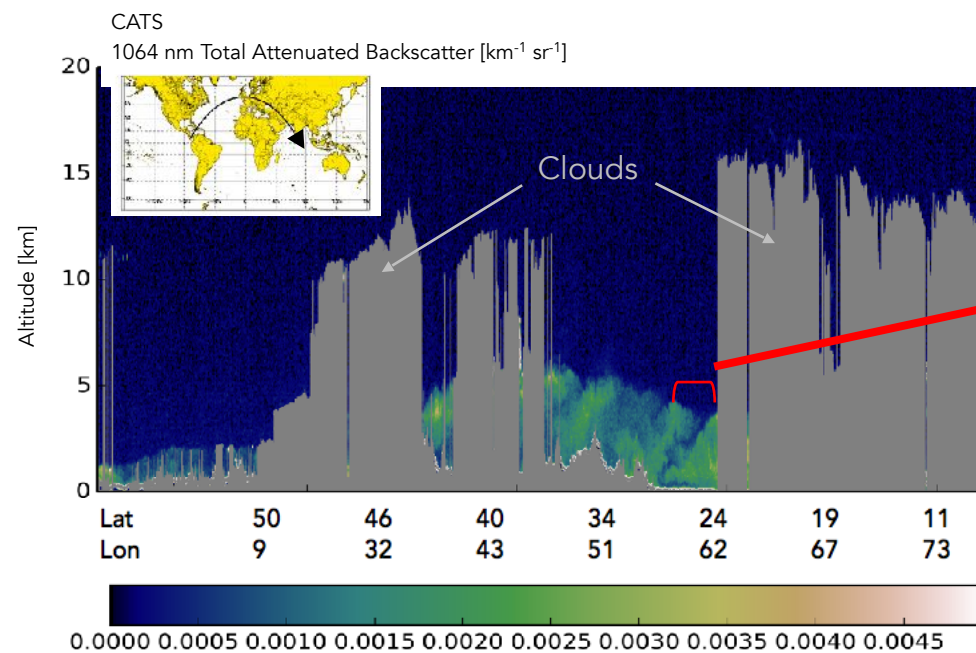 CATS
1064 nm Total Attenuated Backscatter [km⁻¹ sr⁻¹]
20
15
10
5
0
Altitude [km]
Clouds
Lat 50 46 40 34 24 19 11
Lon 9 32 43 51 62 67 73
0.0000 0.0005 0.0010 0.0015 0.0020 0.0025 0.0030 0.0035 0.0040 0.0045